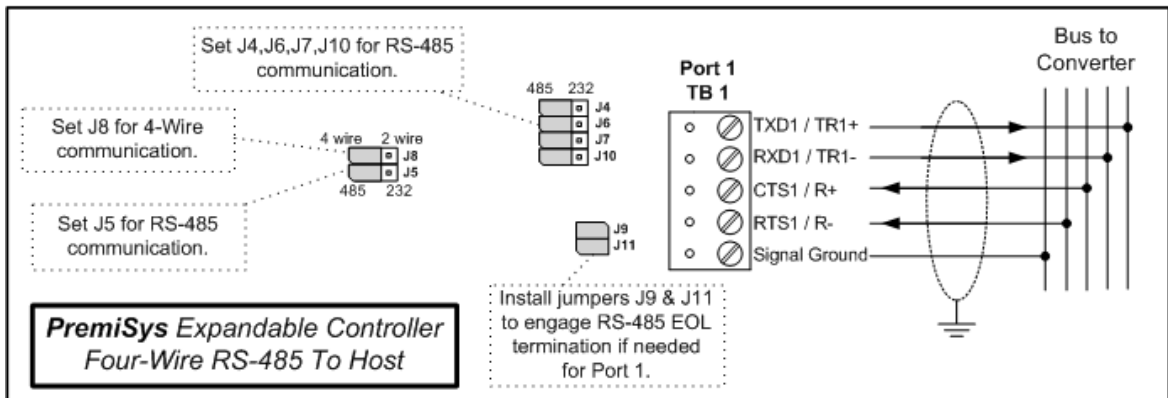 Set J4,J6,J7,J10 for RS-485
communication.
Set J8 for 4-Wire
communication.
Set J5 for RS-485
communication.
4 wire 2 wire
J8
J5
485 232
485 232
J4
J6
J7
J10
J9
J11
Install jumpers J9 & J11
to engage RS-485 EOL
termination if needed
for Port 1.
Port 1
TB 1
TXD1 / TR1+
RXD1 / TR1-
CTS1 / R+
RTS1 / R-
Signal Ground
Bus to
Converter
PremiSys Expandable Controller
Four-Wire RS-485 To Host